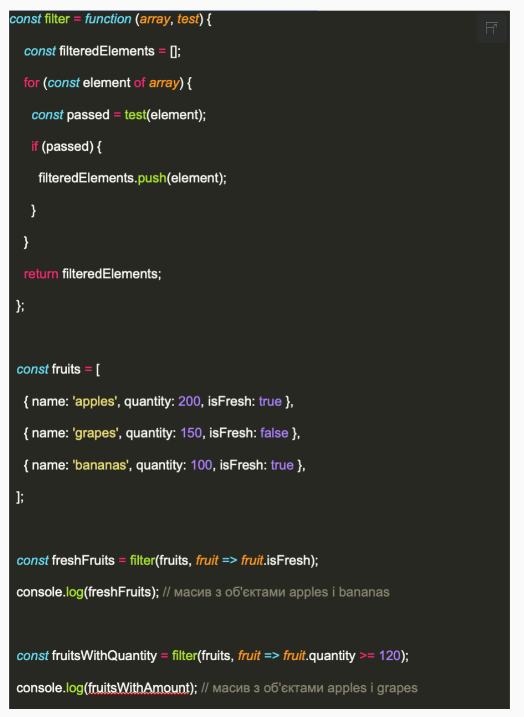 const filter = function (array, test) {
const filteredElements = [];
for (const element of array) {
const passed = test(element);
if (passed) {
filteredElements.push(element);
}
}
return filteredElements;
};
const fruits = [
{ name: 'apples', quantity: 200, isFresh: true },
{ name: 'grapes', quantity: 150, isFresh: false },
{ name: 'bananas', quantity: 100, isFresh: true },
];
const freshFruits = filter(fruits, fruit => fruit.isFresh);
console.log(freshFruits); // масив з об'єктами apples і bananas
const fruitsWithQuantity = filter(fruits, fruit => fruit.quantity >= 120);
console.log(fruitsWithAmount); // масив з об'єктами apples і grapes